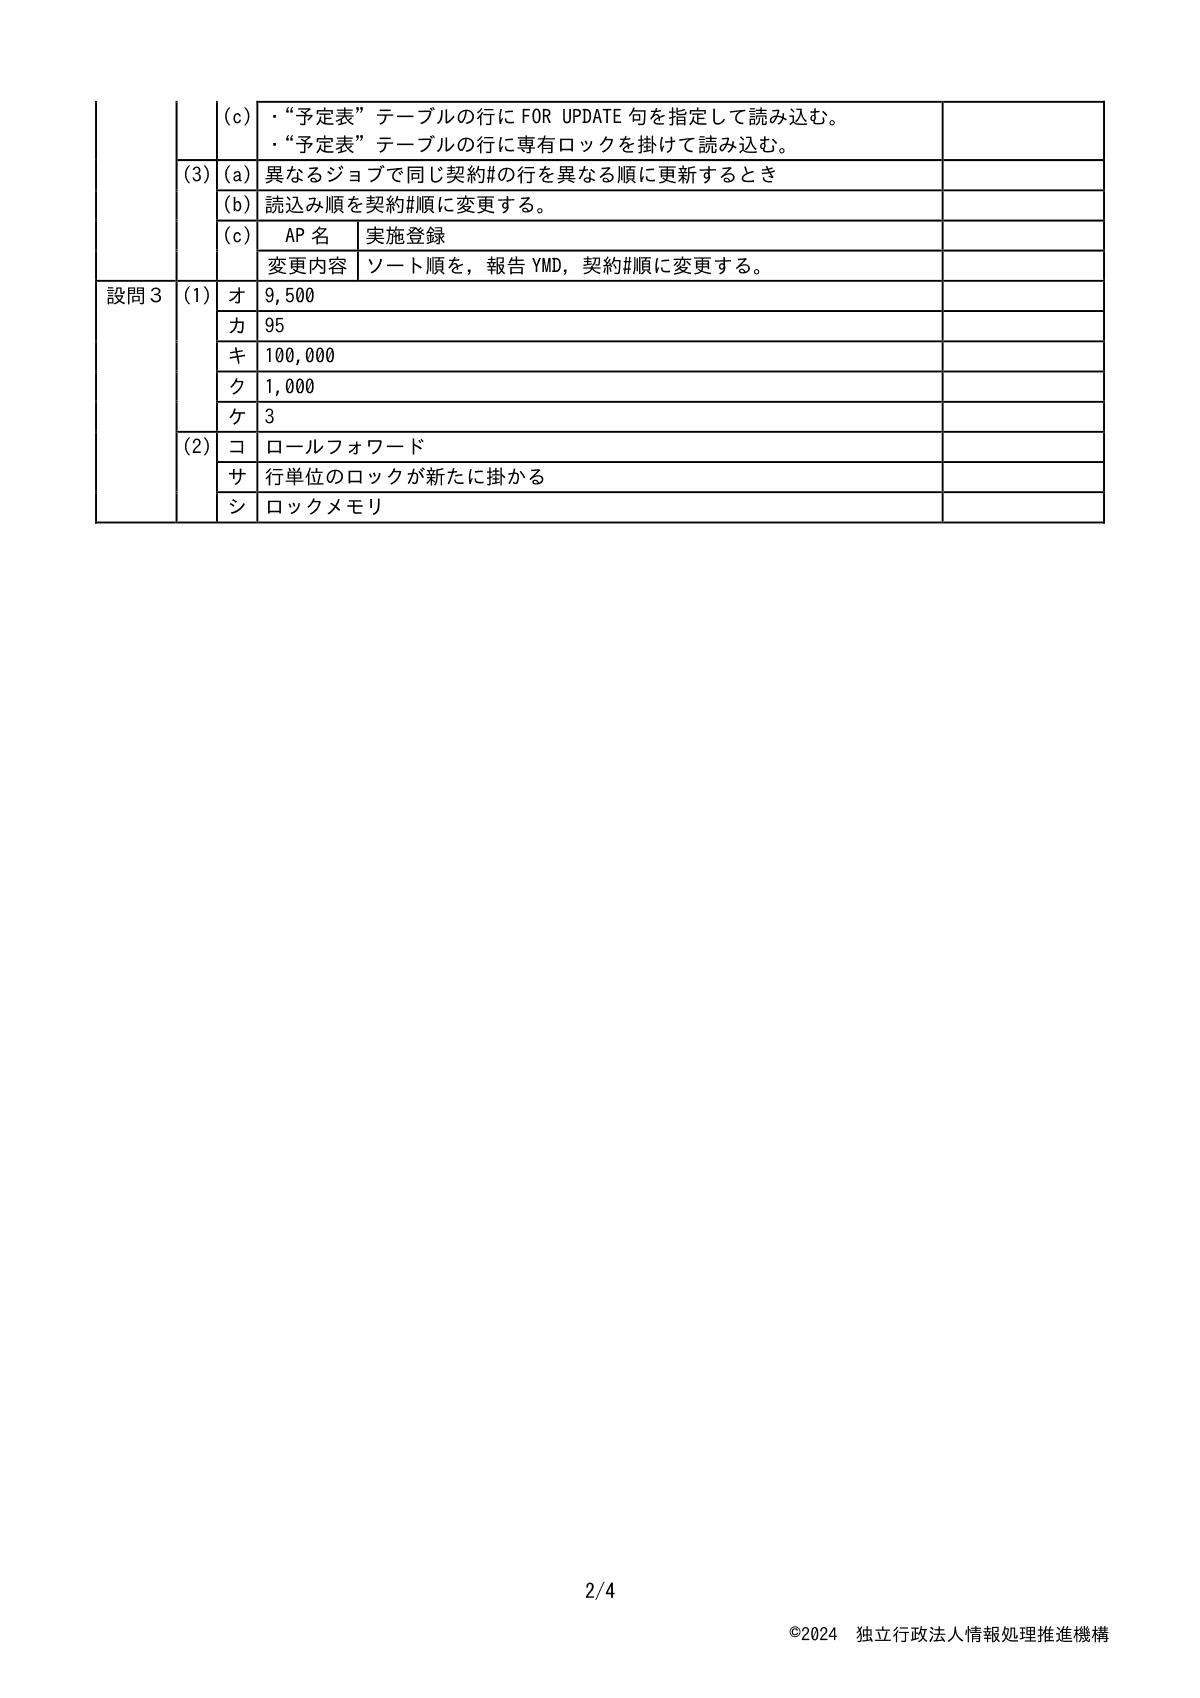 (c) ・“予定表”テーブルの行に FOR UPDATE 句を指定して読み込む。
・“予定表”テーブルの行に専有ロックを掛けて読み込む。
(3) (a) 異なるジョブで同じ契約#の行を異なる順に更新するとき
(b) 読込み順を契約#順に変更する。
(c) AP 名 実施登録
変更内容 ソート順を，報告 YMD，契約#順に変更する。
設問３ (1) オ 9,500
カ 95
キ 100,000
ク 1,000
ケ 3
(2) コ ロールフォワード
サ 行単位のロックが新たに掛かる
シ ロックメモリ
2/4
©2024　独立行政法人情報処理推進機構